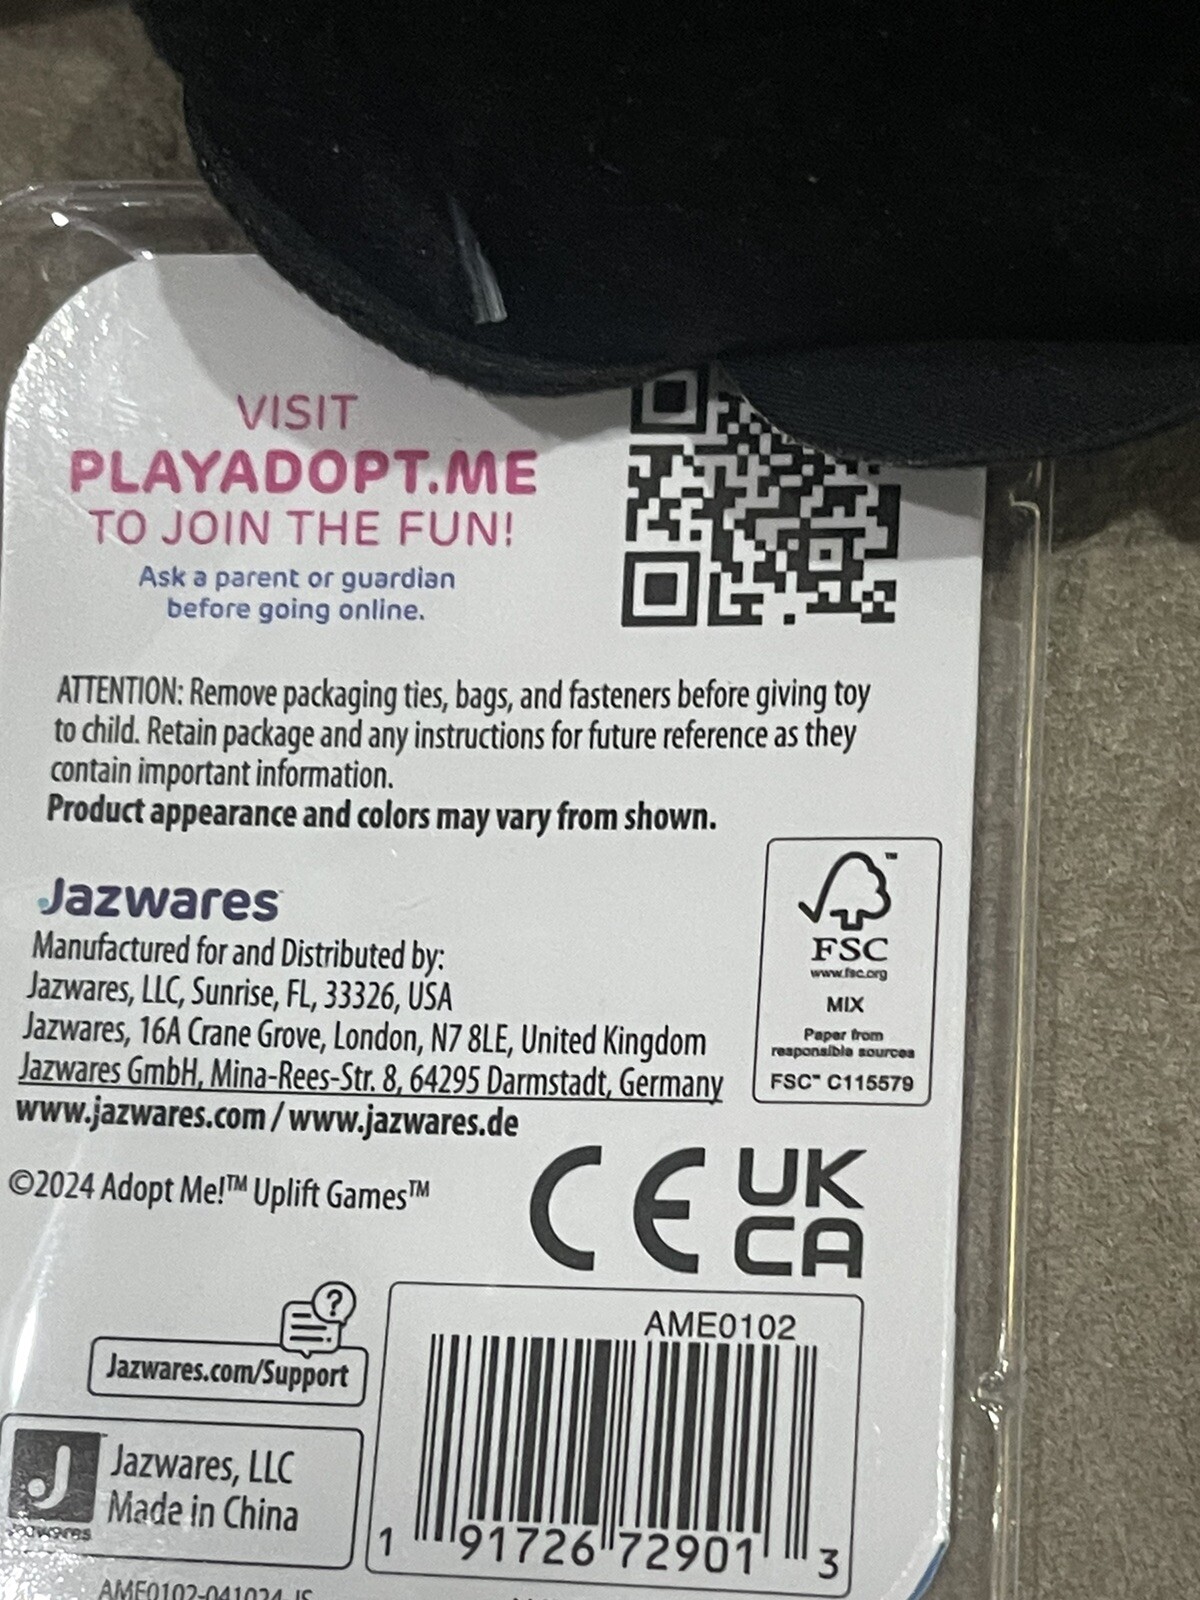 VISIT
PLAYADOPT.ME
TO JOIN THE FUN!
Ask a parent or guardian
before going online.
ATTENTION: Remove packaging ties, bags, and fasteners before giving toy
to child. Retain package and any instructions for future reference as they
contain important information.
Product appearance and colors may vary from shown.
Jazwares
Manufactured for and Distributed by:
Jazwares, LLC, Sunrise, FL, 33326, USA
Jazwares, 16A Crane Grove, London, N7 8LE, United Kingdom
Jazwares GmbH, Mina-Rees-Str. 8, 64295 Darmstadt, Germany
www.jazwares.com / www.jazwares.de
FSC
www.fsc.org
MIX
Paper from
responsible sources
FSC™ C115579
©2024 Adopt Me!™ Uplift Games™
CE
UK
CA
?
Jazwares.com/Support
J
Jazwares
Jazwares, LLC
Made in China
AME0102
1 91726 72901 3
AME0102-041024-JS